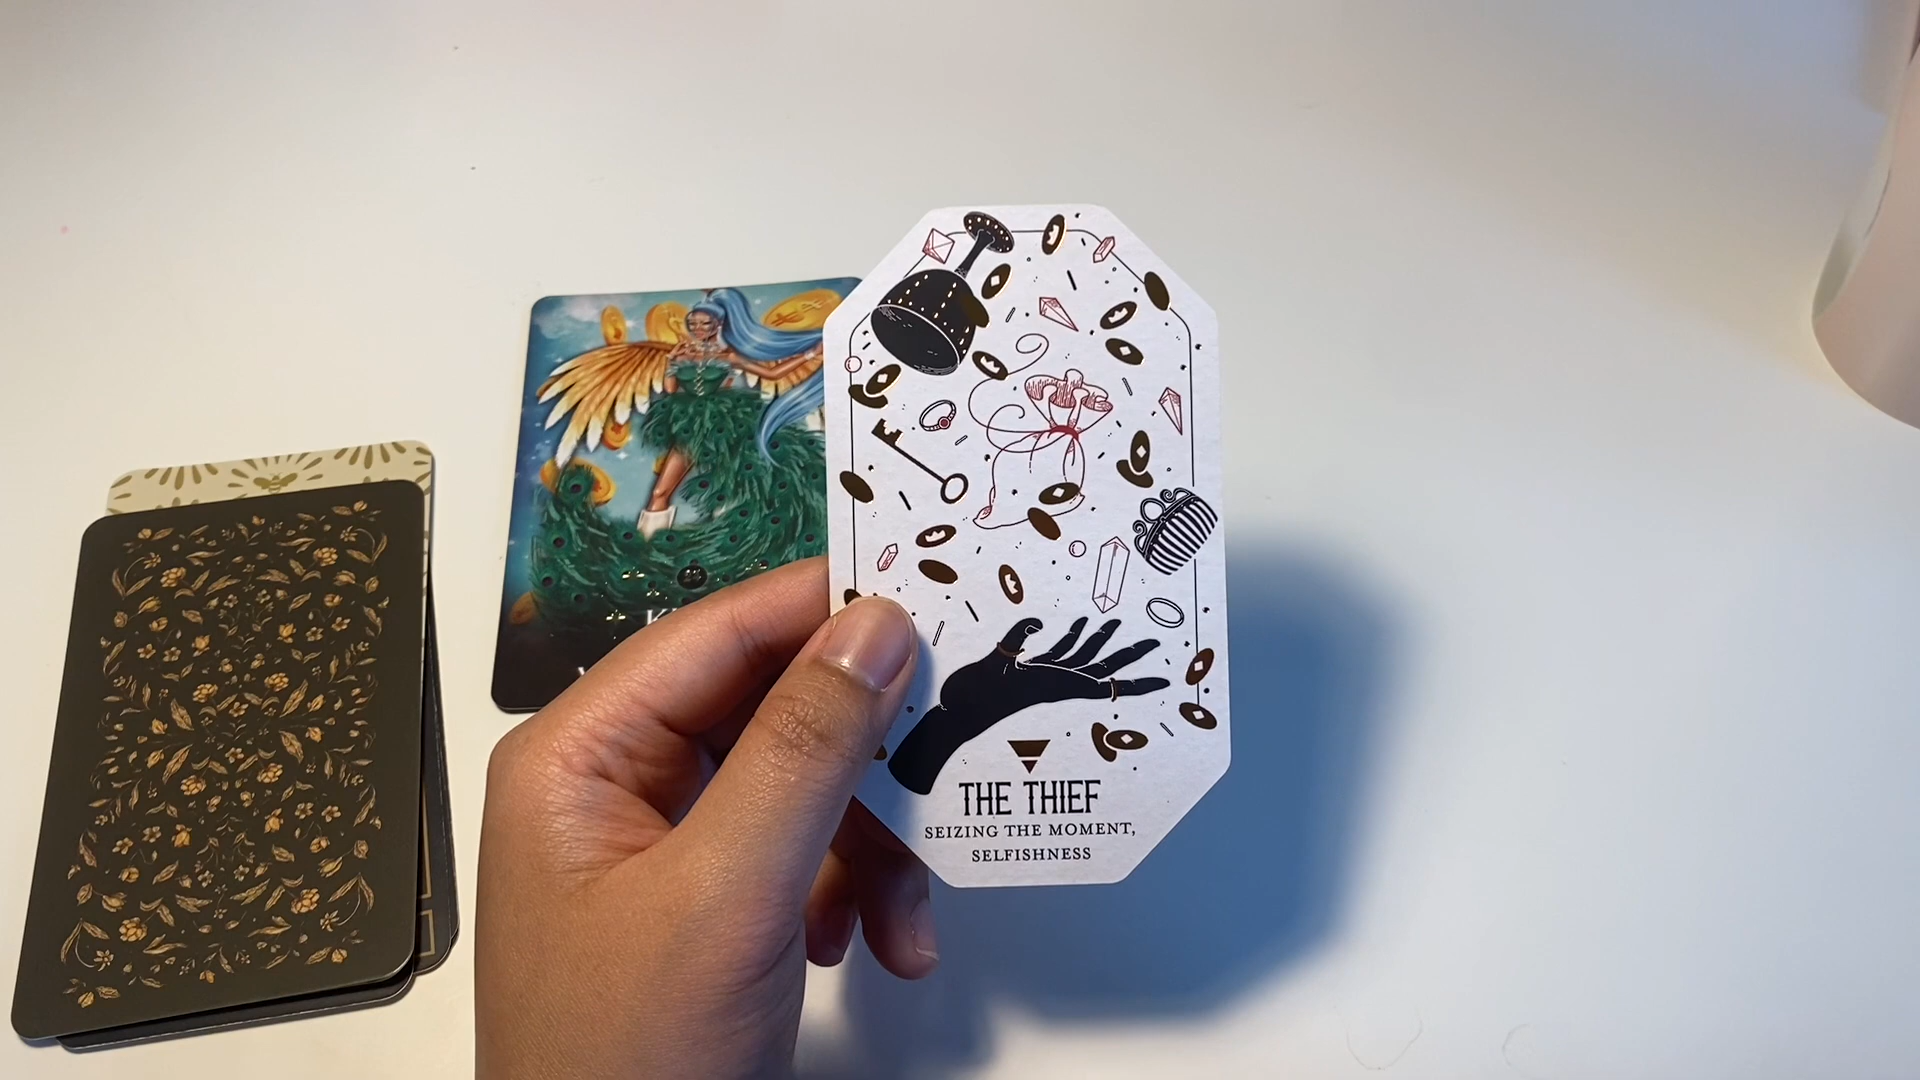 THE THIEF
SEIZING THE MOMENT,
SELFISHNESS